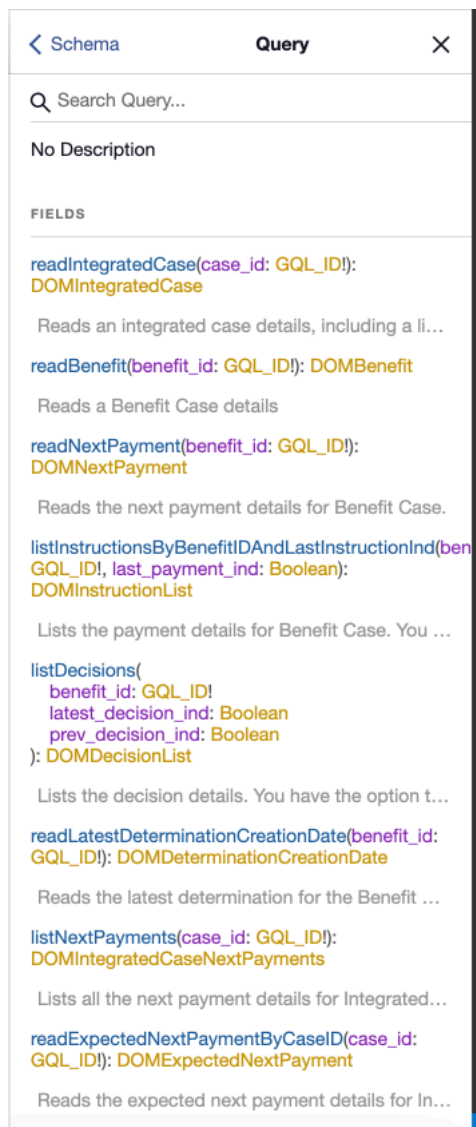 Schema Query
Search Query...
No Description
FIELDS
readIntegratedCase(case_id: GQL_ID!):
DOMIntegratedCase
Reads an integrated case details, including a li...
readBenefit(benefit_id: GQL_ID!): DOMBenefit
Reads a Benefit Case details
readNextPayment(benefit_id: GQL_ID!):
DOMNextPayment
Reads the next payment details for Benefit Case.
listInstructionsByBenefitIDAndLastInstructionInd(ben
GQL_ID!, last_payment_ind: Boolean):
DOMInstructionList
Lists the payment details for Benefit Case. You ...
listDecisions(
benefit_id: GQL_ID!
latest_decision_ind: Boolean
prev_decision_ind: Boolean
): DOMDecisionList
Lists the decision details. You have the option t...
readLatestDeterminationCreationDate(benefit_id:
GQL_ID!): DOMDeterminationCreationDate
Reads the latest determination for the Benefit ...
listNextPayments(case_id: GQL_ID!):
DOMIntegratedCaseNextPayments
Lists all the next payment details for Integrated...
readExpectedNextPaymentByCaseID(case_id:
GQL_ID!): DOMExpectedNextPayment
Reads the expected next payment details for In...